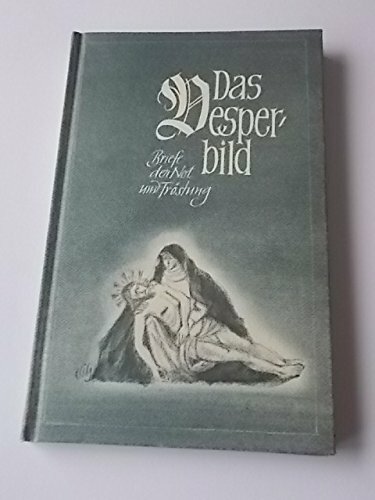 Das
Vesper-
bild
Briefe
der Not
und Tröstung